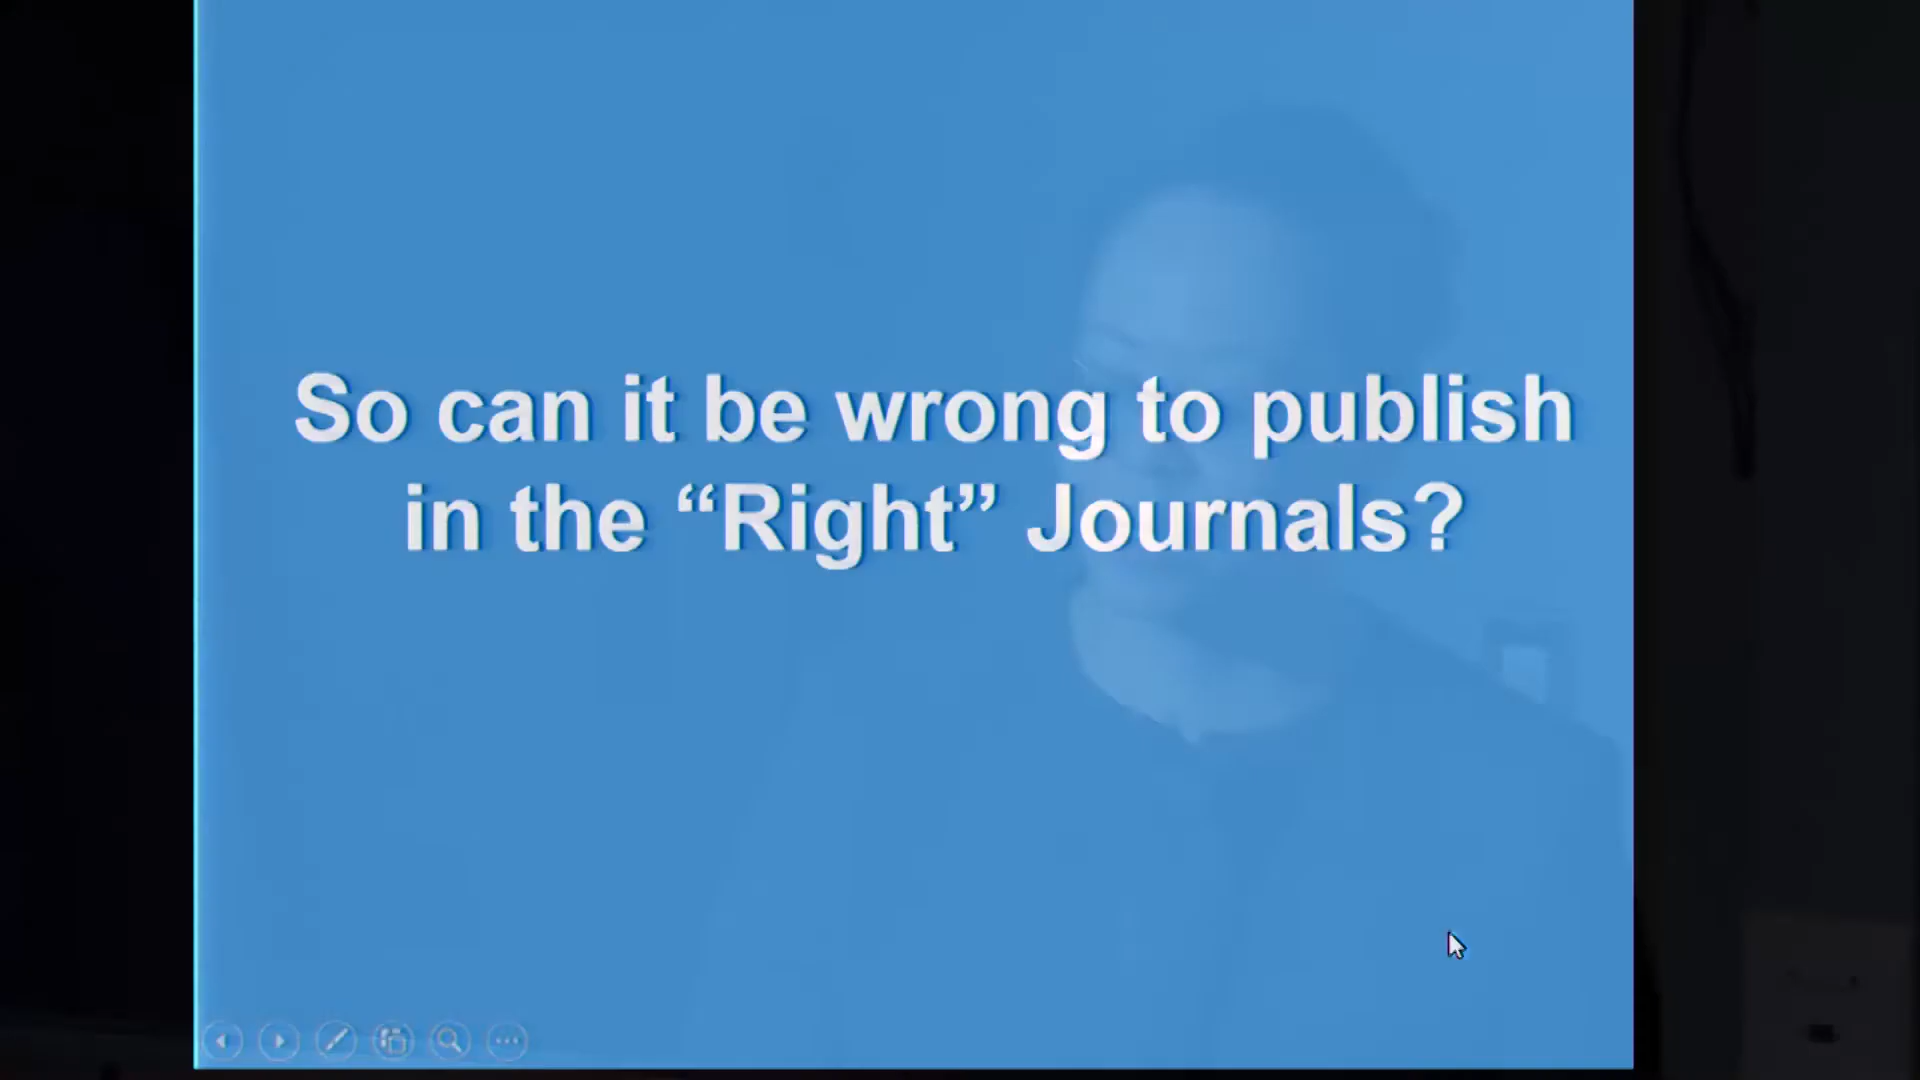 So can it be wrong to publish
in the “Right” Journals?